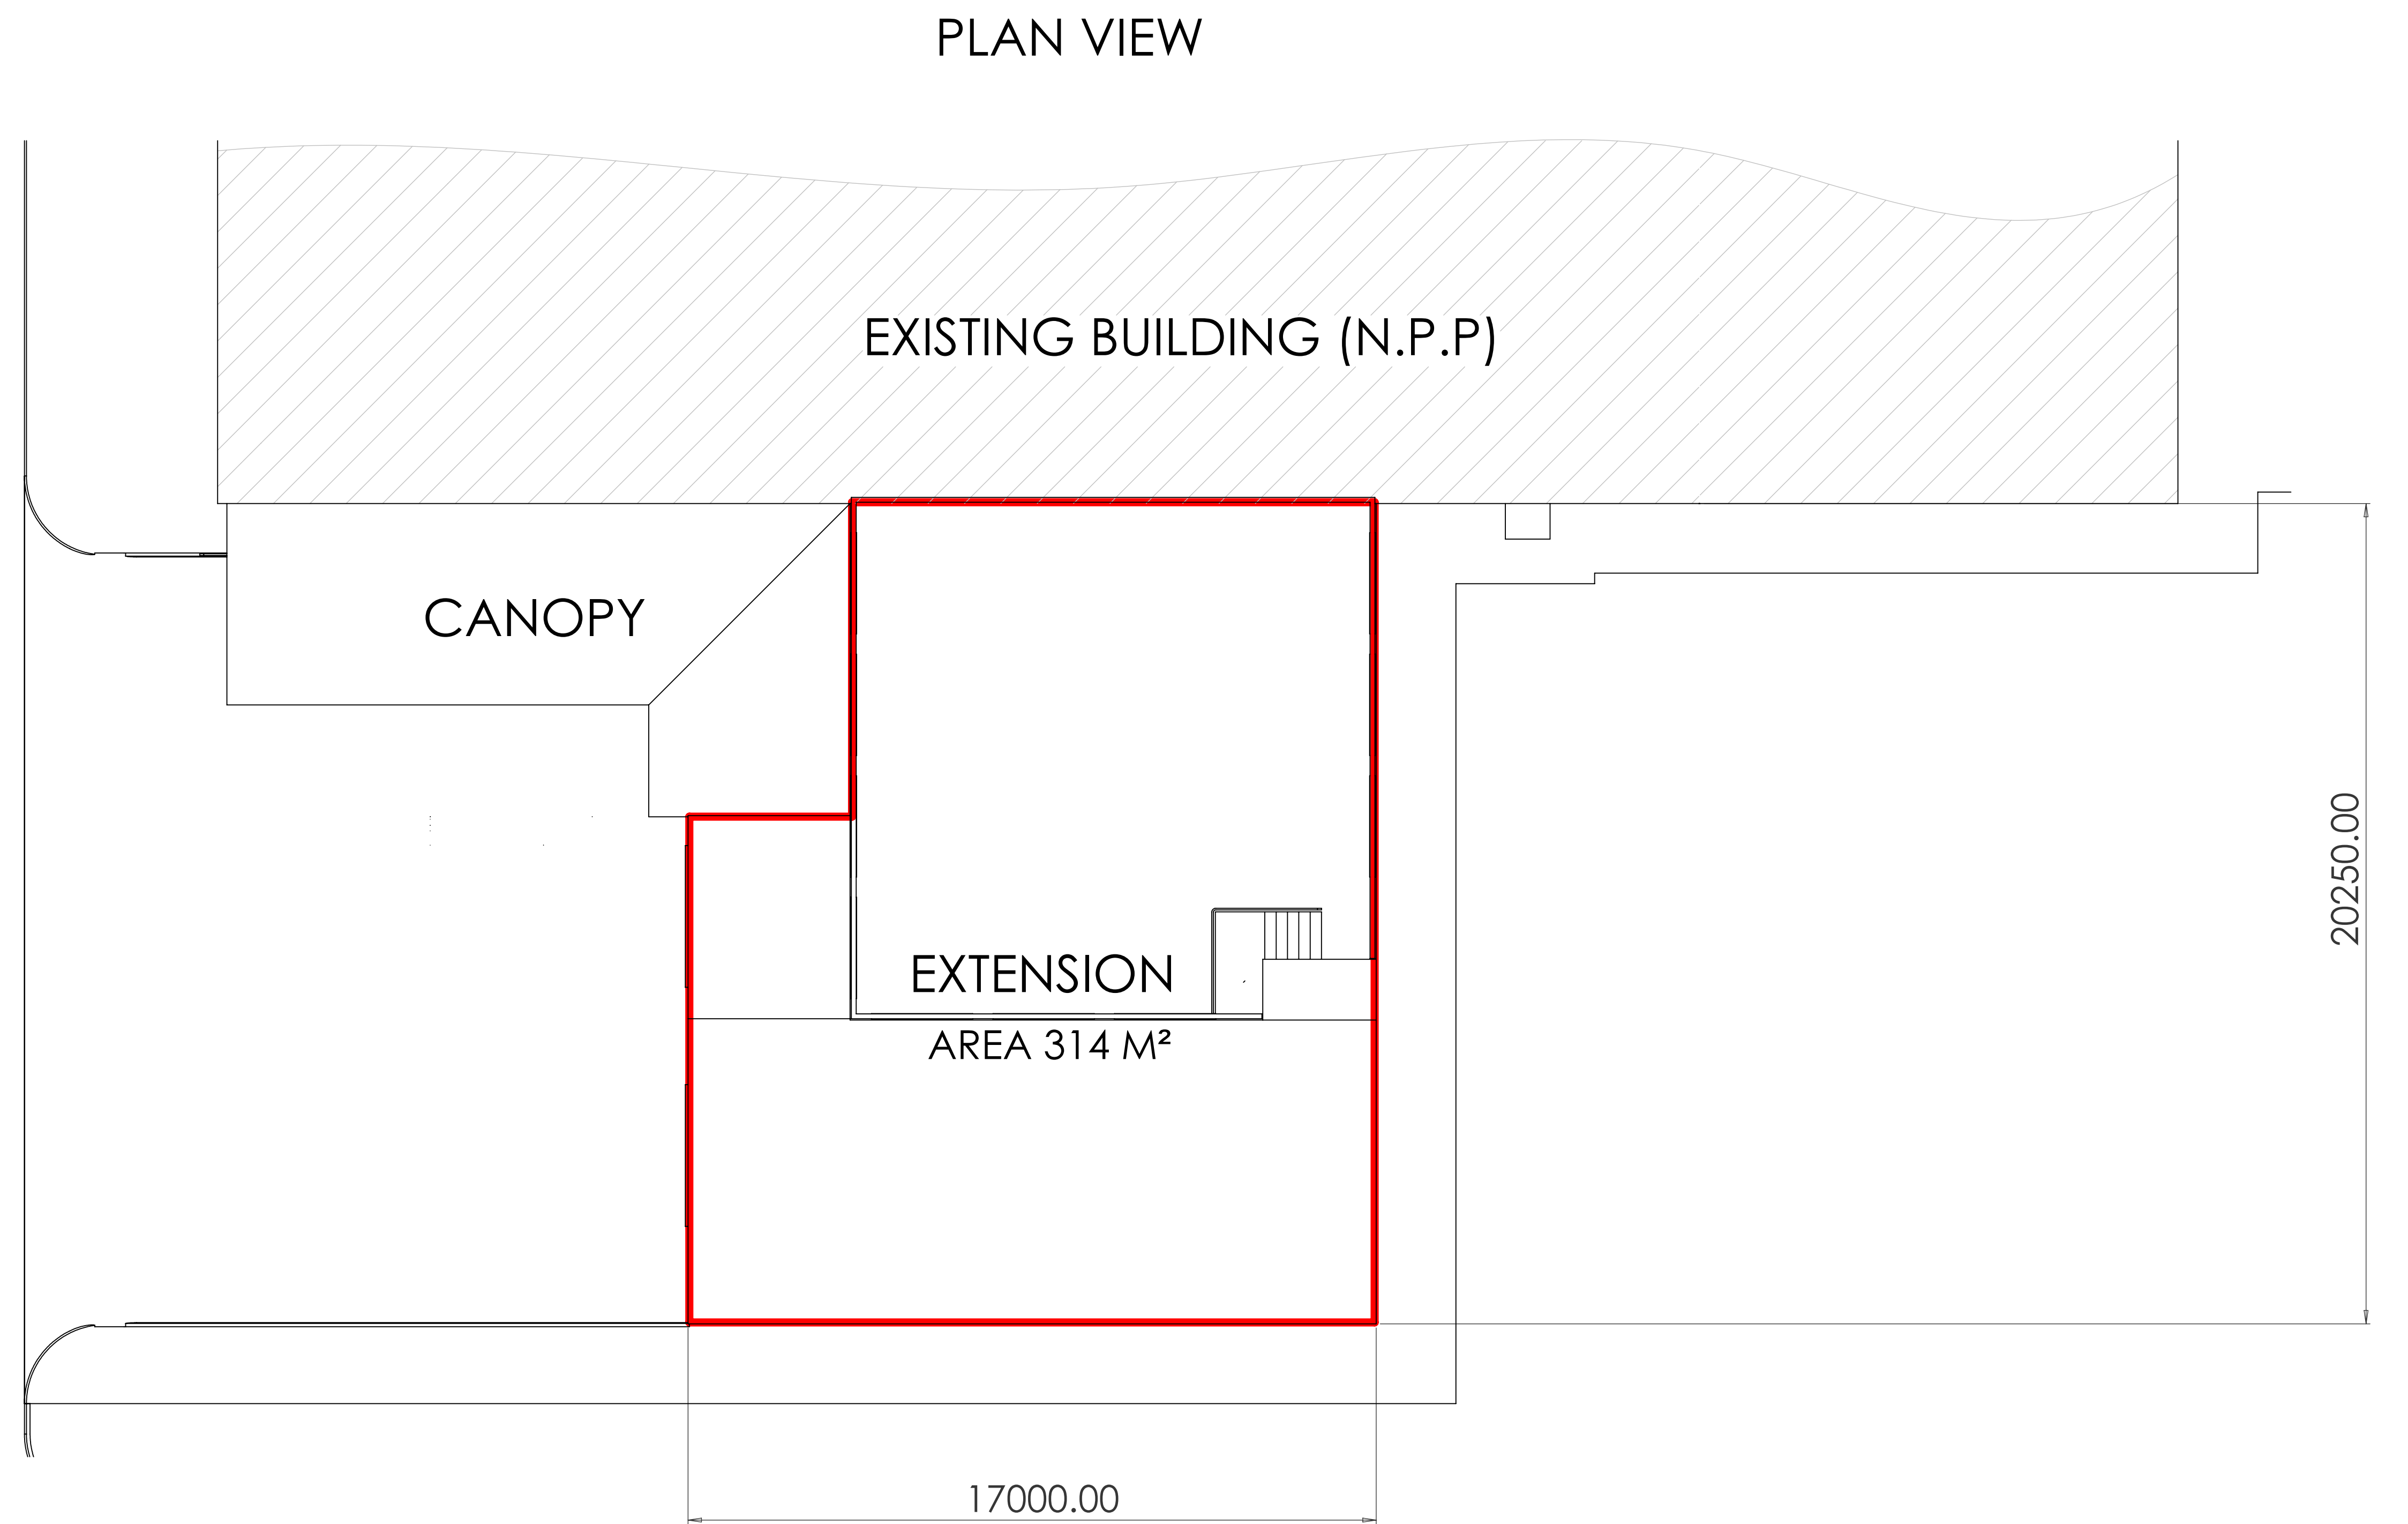 PLAN VIEW
EXISTING BUILDING (N.P.P)
CANOPY
EXTENSION
AREA 314 M²
20250.00
17000.00